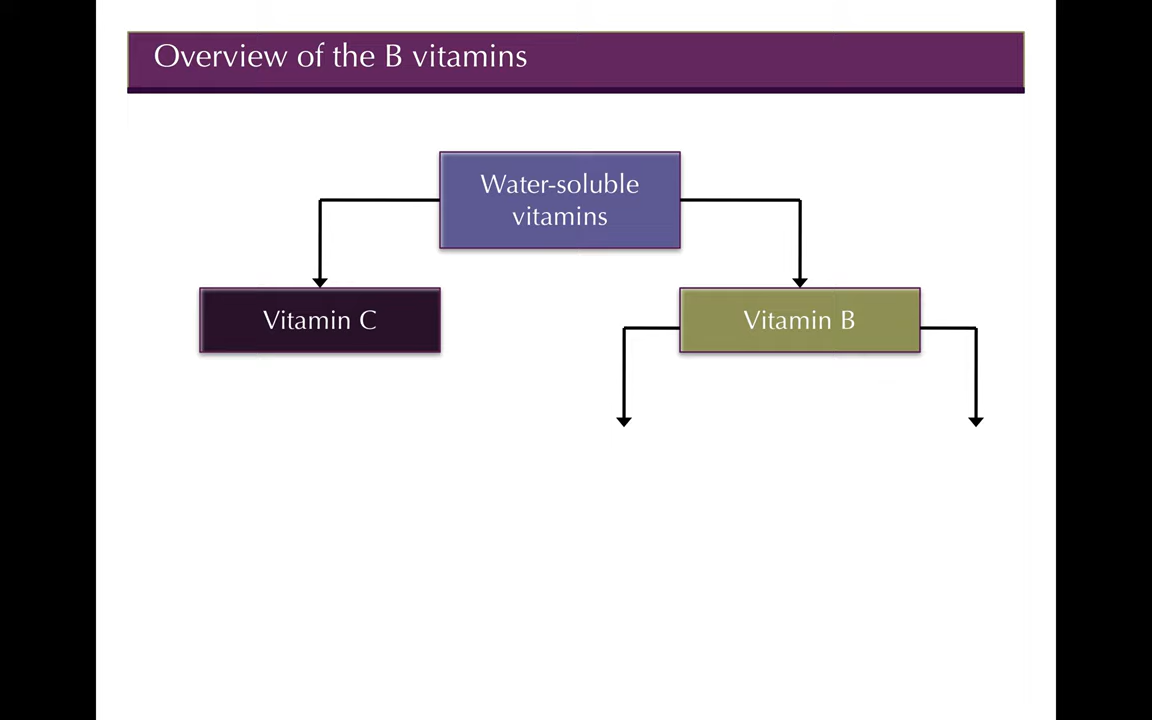 Overview of the B vitamins
Water-soluble
vitamins
Vitamin C
Vitamin B